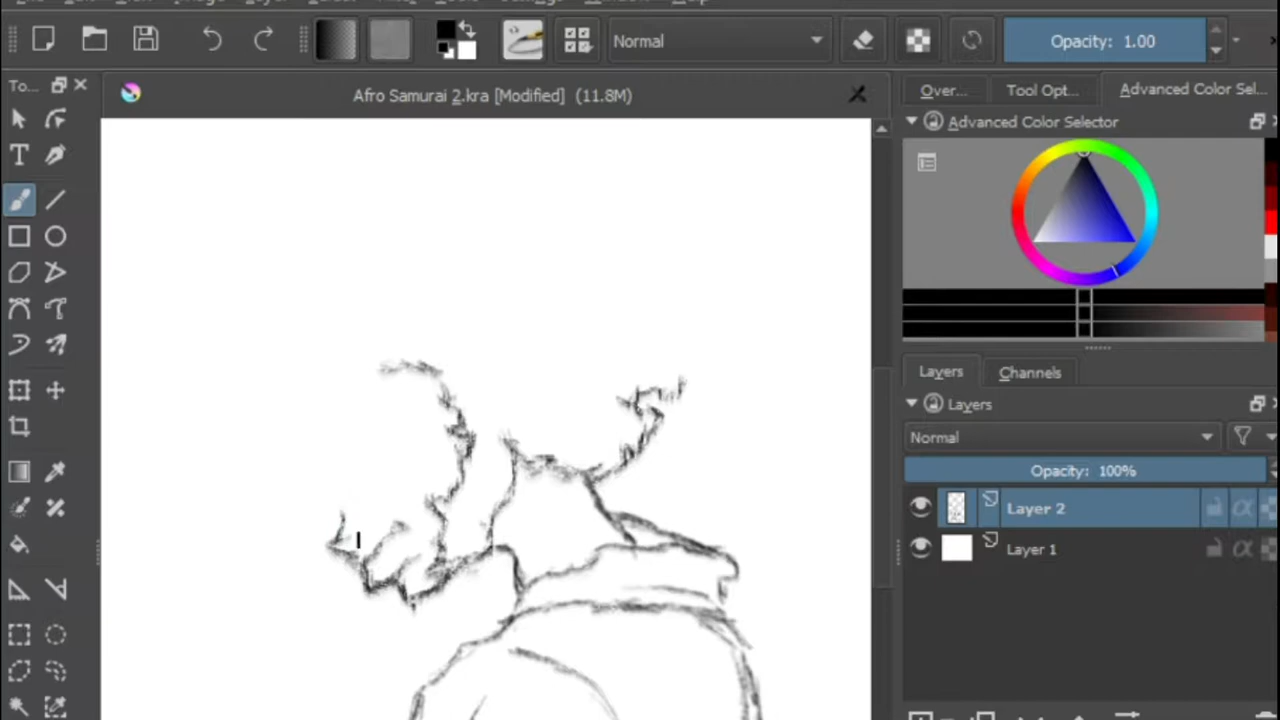 Normal
Opacity: 1.00
To...
Afro Samurai 2.kra [Modified] (11.8M)
Over...
Tool Opt...
Advanced Color Sel...
Advanced Color Selector
Layers
Channels
Layers
Normal
Opacity: 100%
Layer 2
Layer 1